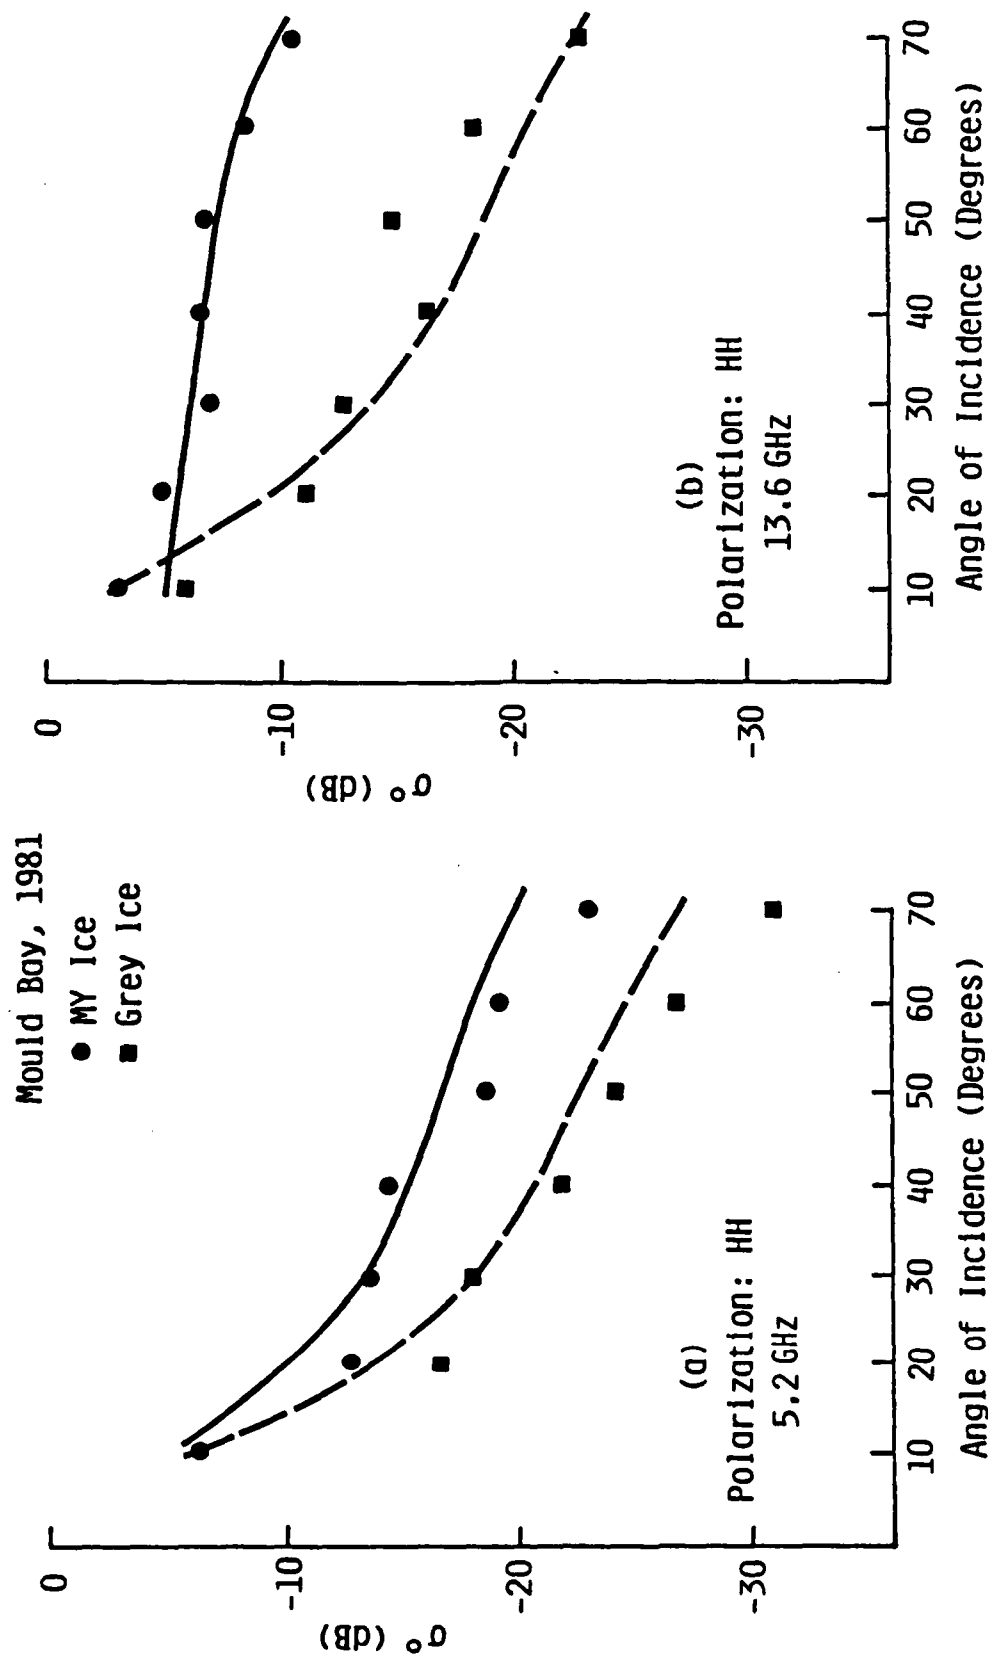 Mould Bay, 1981
● MY Ice
■ Grey Ice
0
-10
-20
-30
σ° (dB)
(a)
Polarization: HH
5.2 GHz
10 20 30 40 50 60 70
Angle of Incidence (Degrees)
0
-10
-20
-30
σ° (dB)
(b)
Polarization: HH
13.6 GHz
10 20 30 40 50 60 70
Angle of Incidence (Degrees)